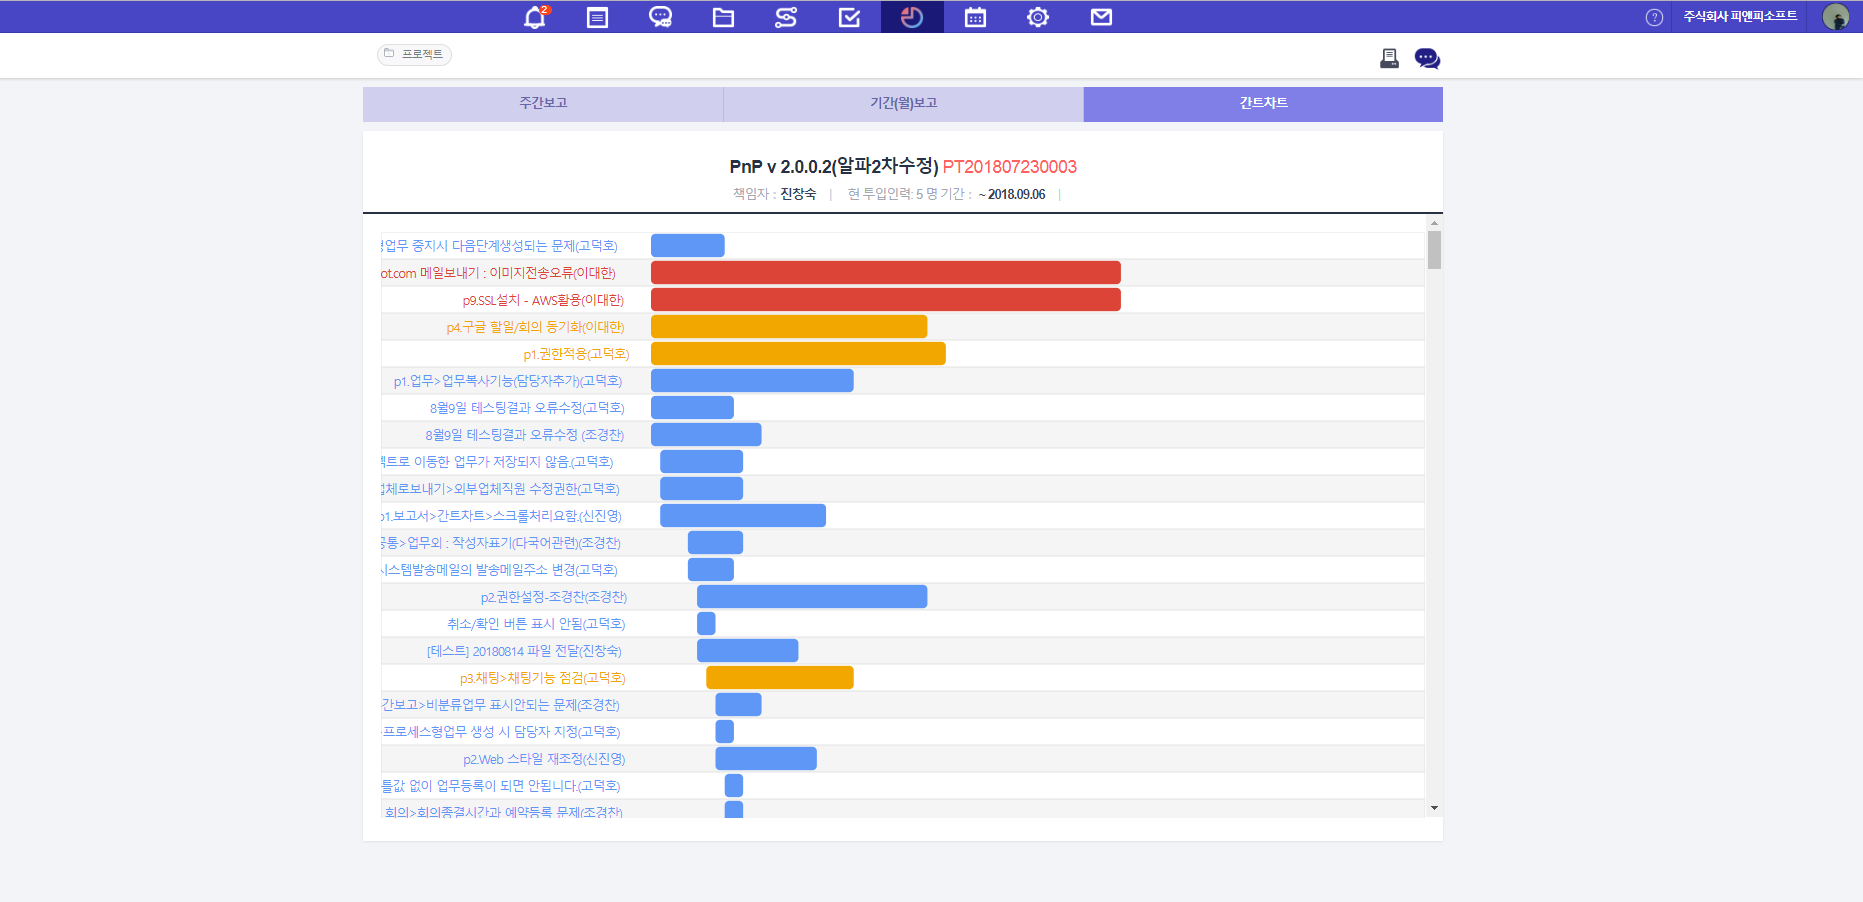 2
주식회사 피앤피소프트
프로젝트
주간보고
기간(월)보고
간트차트
PnP v 2.0.0.2(알파2차수정) PT201807230003
책임자 : 진창숙 | 현 투입인력: 5 명 기간 : ~ 2018.09.06 |
업무 중지시 다음단계생성되는 문제(고덕호)
ot.com 메일보내기 : 이미지전송오류(이대한)
p9.SSL설치 - AWS활용(이대한)
p4.구글 할일/회의 동기화(이대한)
p1.권한적용(고덕호)
p1.업무>업무복사기능(담당자추가)(고덕호)
8월9일 테스팅결과 오류수정(고덕호)
8월9일 테스팅결과 오류수정 (조경찬)
이동한 업무가 저장되지 않음.(고덕호)
업체로보내기>외부업체직원 수정권한(고덕호)
p1.보고서>간트차트>스크롤처리요함.(신진영)
공통>업무외 : 작성자표기(다국어관련)(조경찬)
시스템발송메일의 발송메일주소 변경(고덕호)
p2.권한설정-조경찬(조경찬)
취소/확인 버튼 표시 안됨(고덕호)
[테스트] 20180814 파일 전달(진창숙)
p3.채팅>채팅기능 점검(고덕호)
간보고>비분류업무 표시안되는 문제(조경찬)
프로세스형업무 생성 시 담당자 지정(고덕호)
p2.Web 스타일 재조정(신진영)
틀값 없이 업무등록이 되면 안됩니다.(고덕호)
회의>회의종결시간과 예약등록 문제(조경찬)